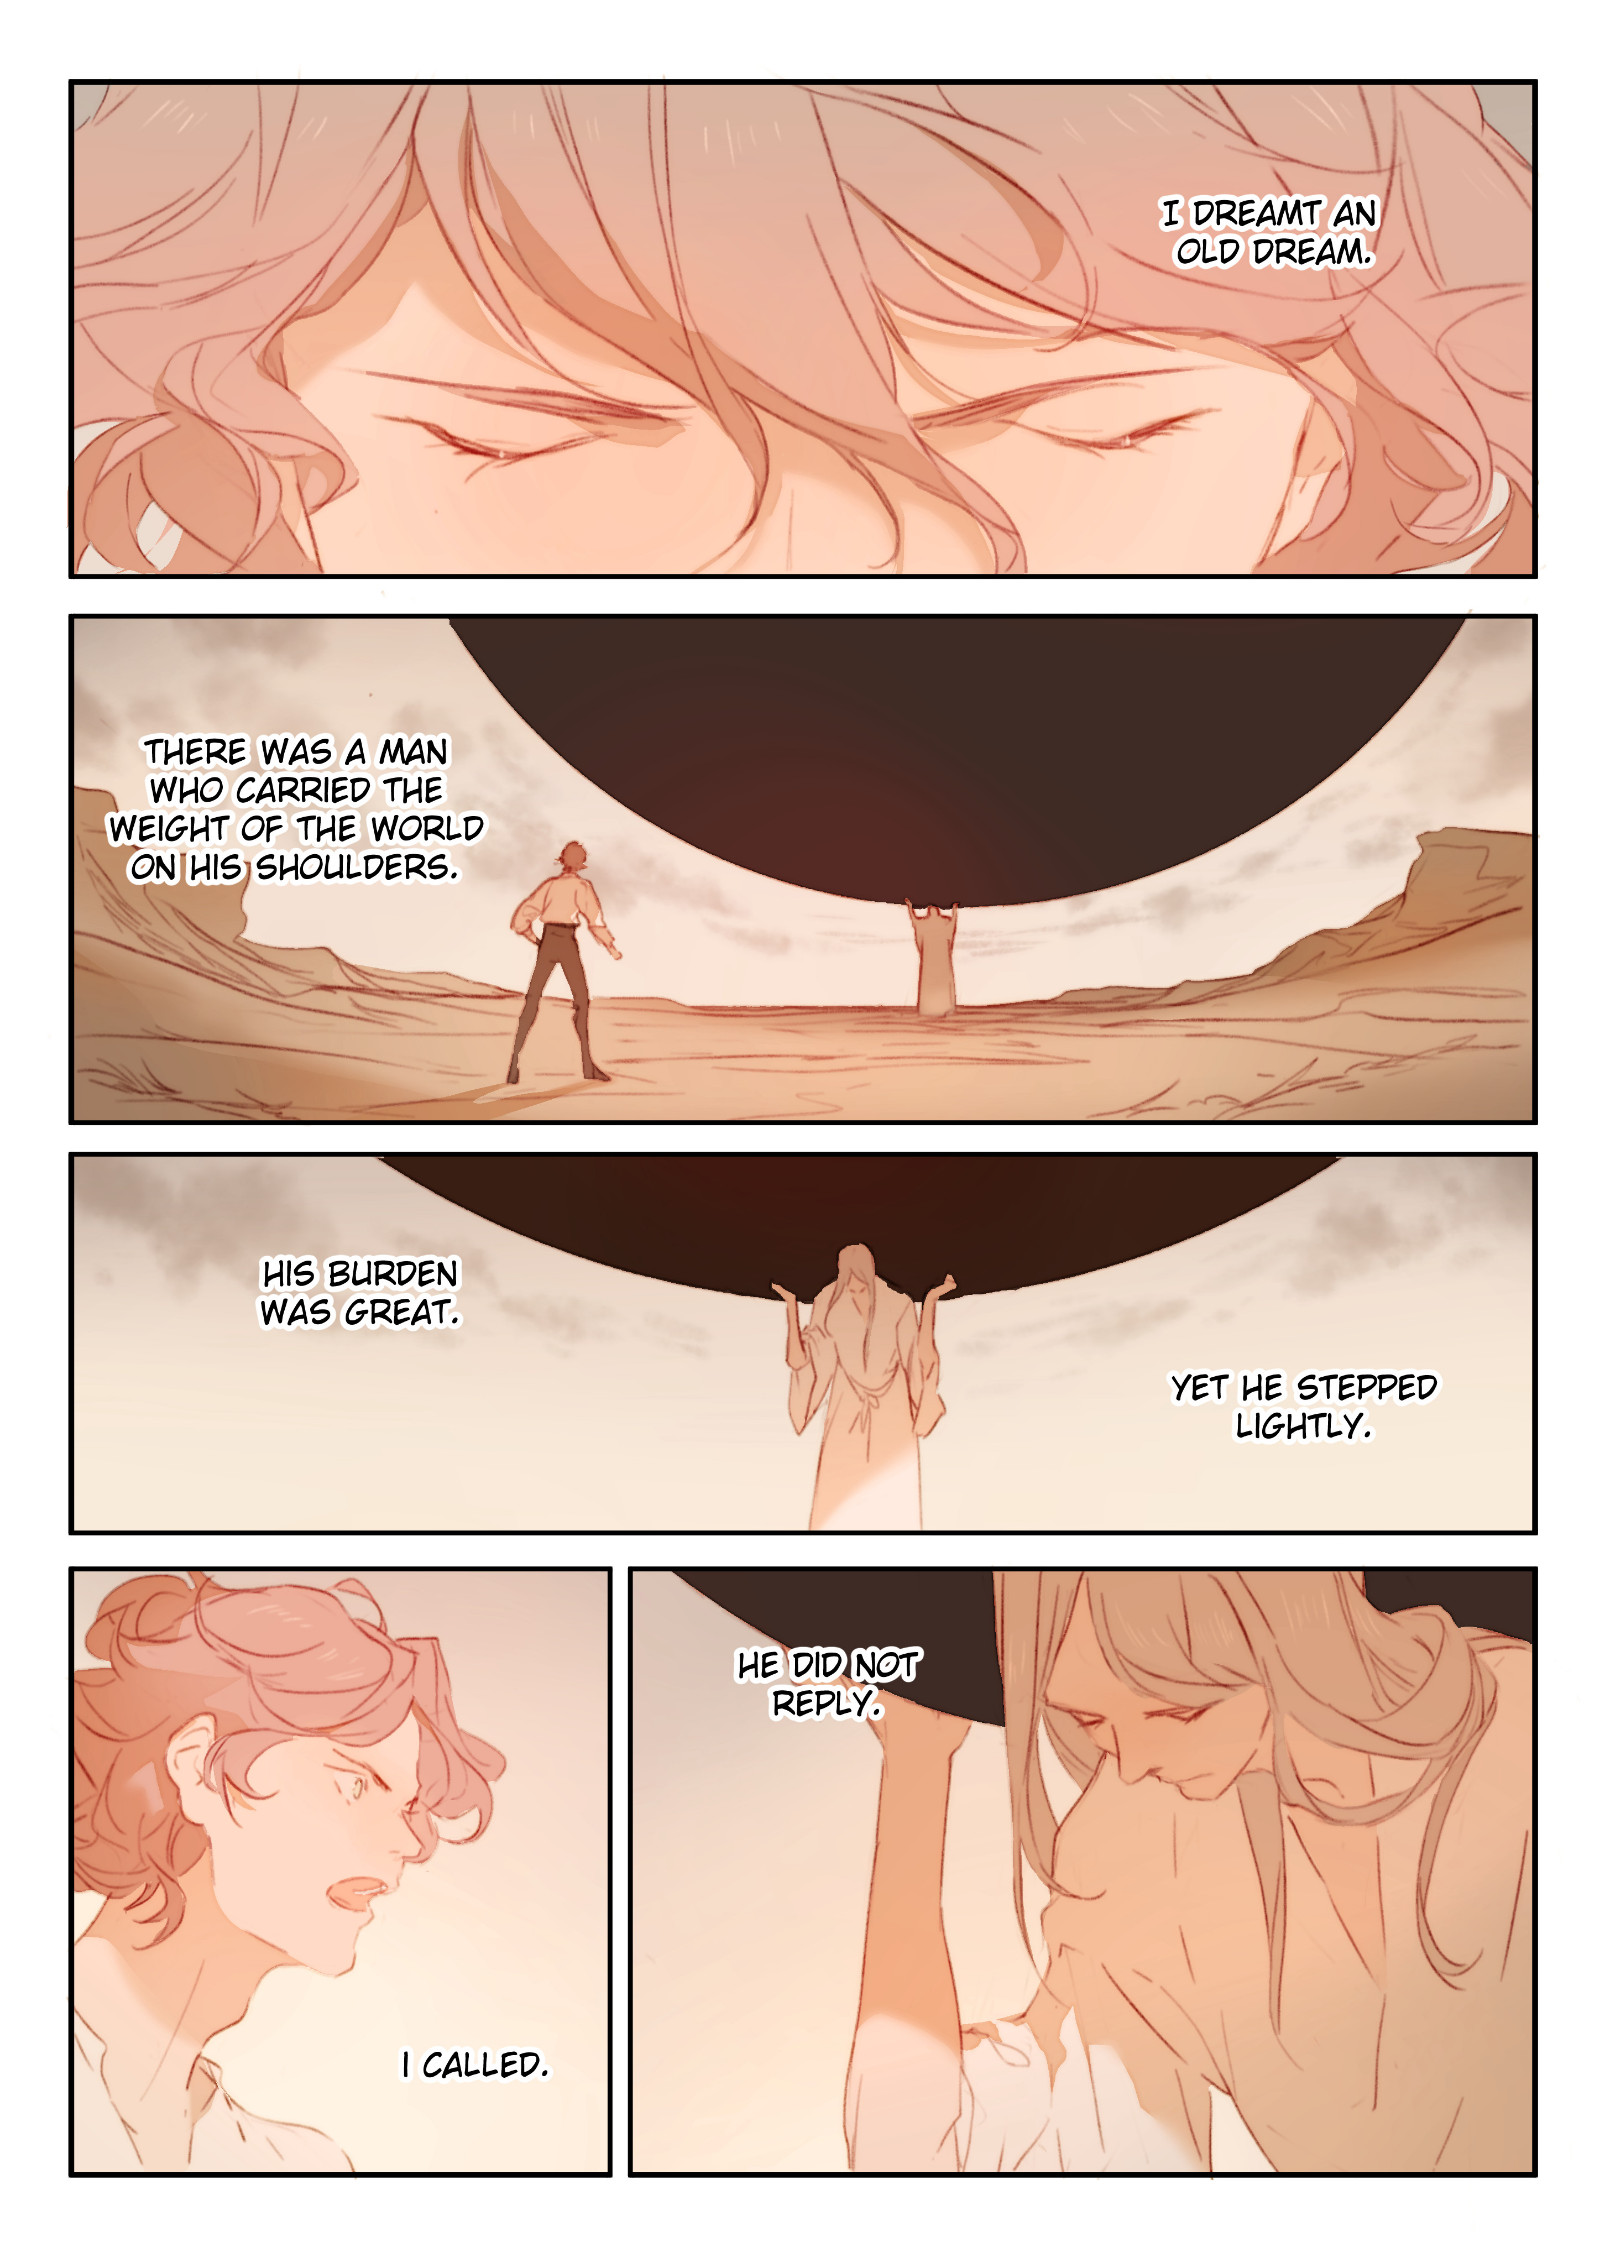 I DREAMT AN
OLD DREAM.
THERE WAS A MAN
WHO CARRIED THE
WEIGHT OF THE WORLD
ON HIS SHOULDERS.
HIS BURDEN
WAS GREAT.
YET HE STEPPED
LIGHTLY.
I CALLED.
HE DID NOT
REPLY.